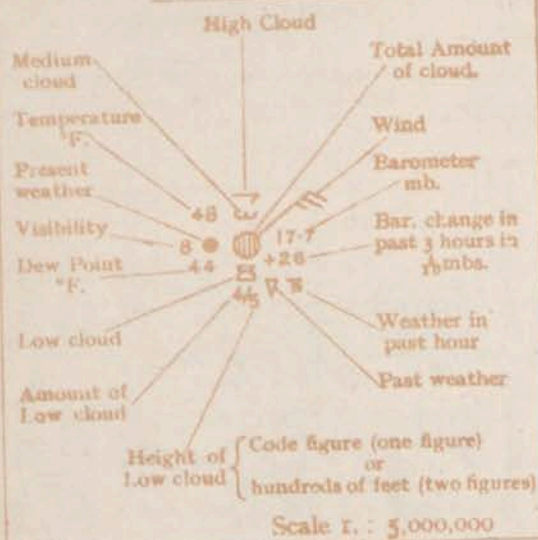 High Cloud
Medium
cloud
Total Amount
of cloud.
Temperature
°F.
Wind
Present
weather
Barometer
mb.
48
Visibility
8
17·7
Bar. change in
past 3 hours in
mbs.
+26
Dew Point
°F.
44
Low cloud
4/5
Weather in
past hour
Amount of
Low cloud
Past weather
Height of
Low cloud
Code figure (one figure)
or
hundreds of feet (two figures)
Scale 1. : 5,000,000